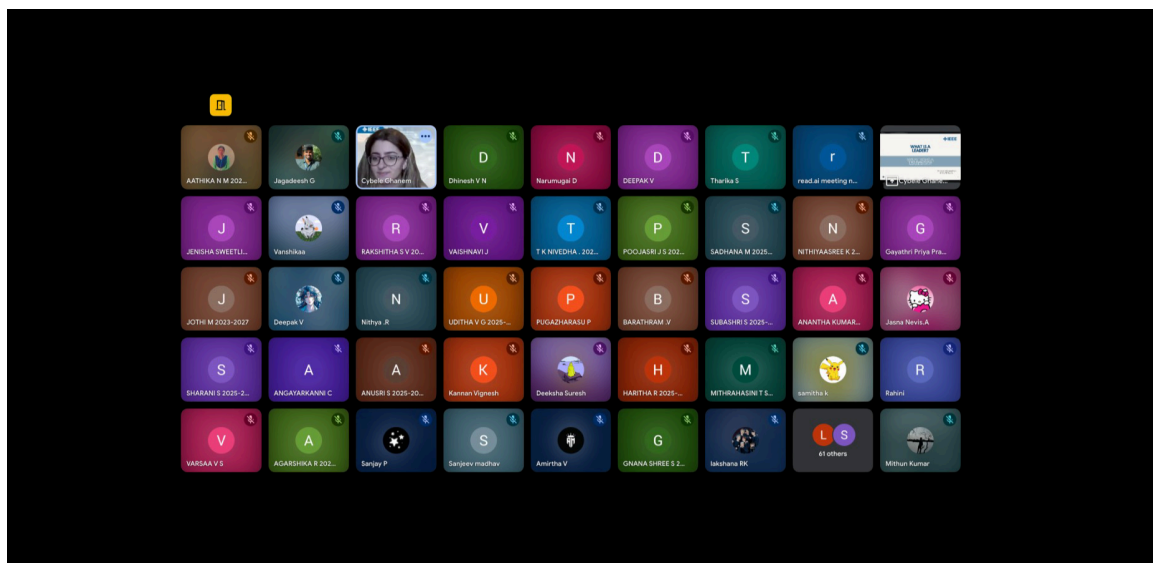 AATHIKA N M 202...
Jagadeesh G
IEEE
Cybele Ghanem
D
Dhinesh V N
N
Narumugai D
D
DEEPAK V
T
Tharika S
r
read.ai meeting n...
IEEE
WHAT IS A
LEADER?
Cybele Ghane...
J
JENISHA SWEETLI...
Vanshikaa
R
RAKSHITHA S V 20...
V
VAISHNAVI J
T
T K NIVEDHA . 202...
P
POOJASRI J S 202...
S
SADHANA M 2025...
N
NITHIYAASREE K 2...
G
Gayathri Priya Pra...
J
JOTHI M 2023-2027
Deepak V
N
Nithya .R
U
UDITHA V G 2025-...
P
PUGAZHARASU P
B
BARATHRAM .V
S
SUBASHRI S 2025-...
A
ANANTHA KUMAR...
Jasna Nevis.A
S
SHARANI S 2025-2...
A
ANGAYARKANNI C
A
ANUSRI S 2025-20...
K
Kannan Vignesh
Deeksha Suresh
H
HARITHA R 2025-...
M
MITHRAHASINI T S...
samitha k
R
Rahini
V
VARSAA V S
A
AGARSHIKA R 202...
Sanjay P
S
Sanjeev madhav
Amirtha V
G
GNANA SHREE S 2...
lakshana RK
L S
61 others
Mithun Kumar